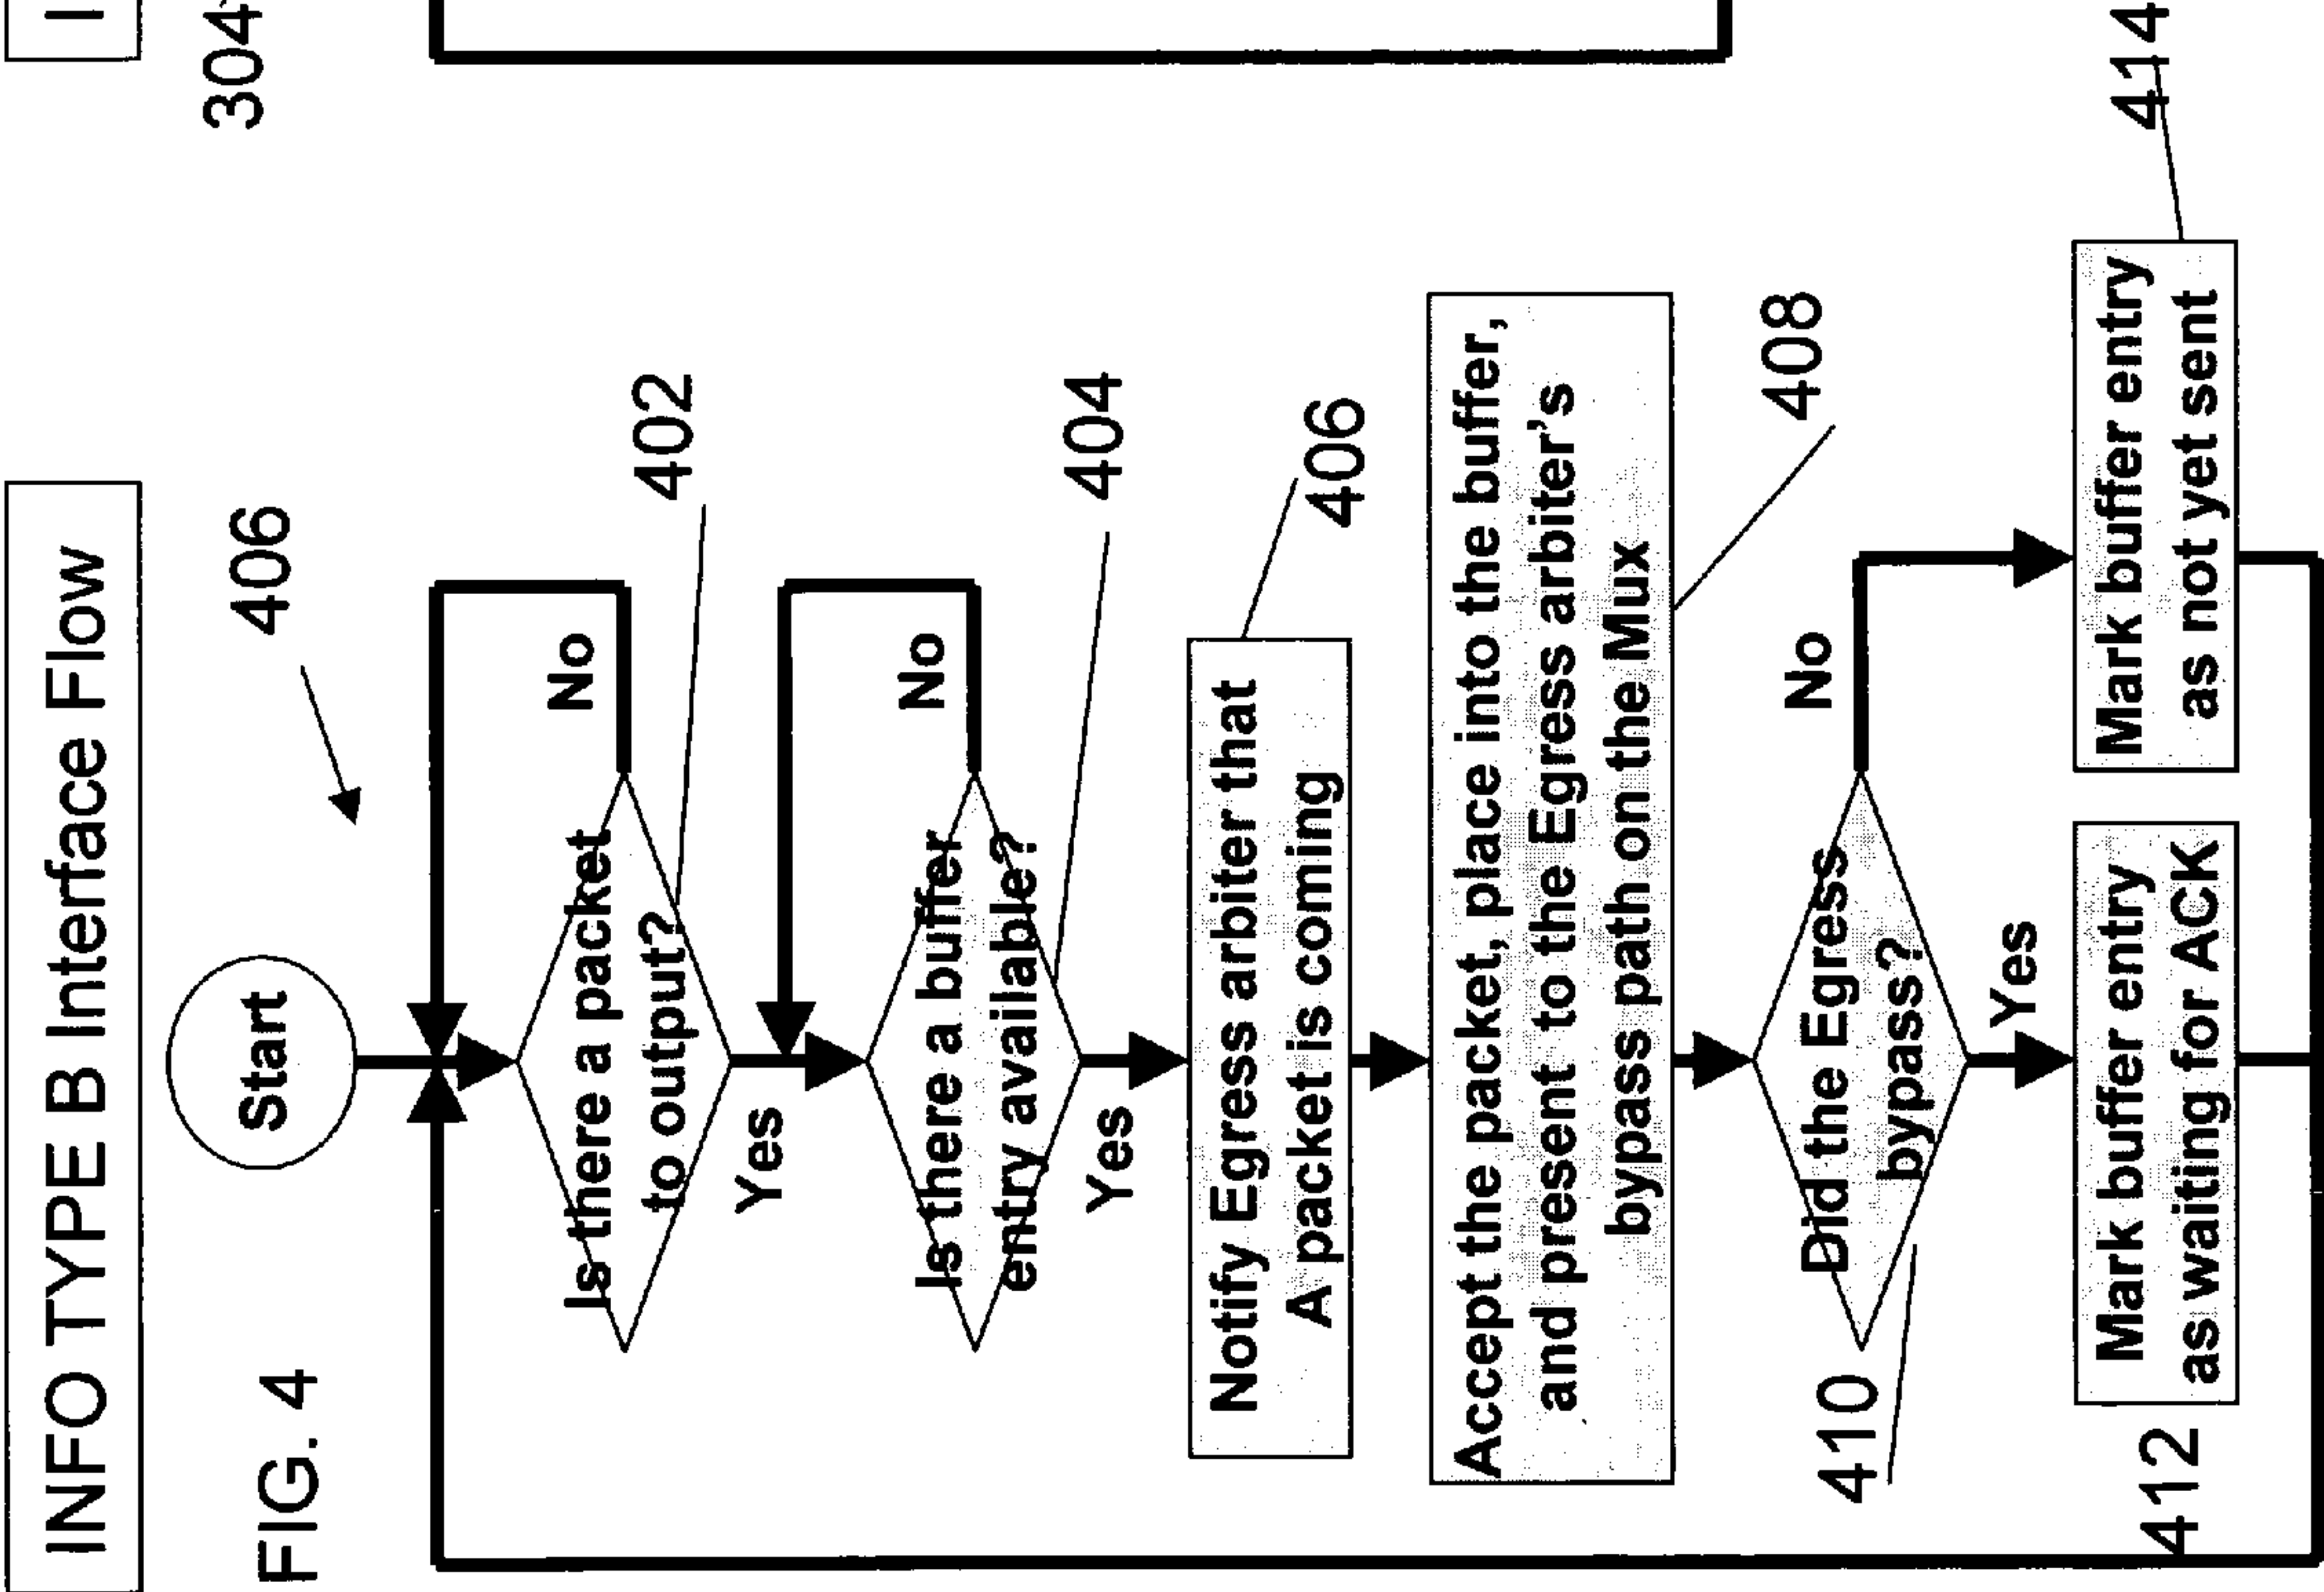 INFO TYPE B Interface Flow
FIG. 4
406
304
Start
Is there a packet
to output?
No
402
Yes
Is there a buffer
entry available?
No
404
Yes
Notify Egress arbiter that
A packet is coming
406
Accept the packet, place into the buffer,
and present to the Egress arbiter's
bypass path on the Mux
408
Did the Egress
bypass?
No
410
Yes
Mark buffer entry
as waiting for ACK
412
Mark buffer entry
as not yet sent
414